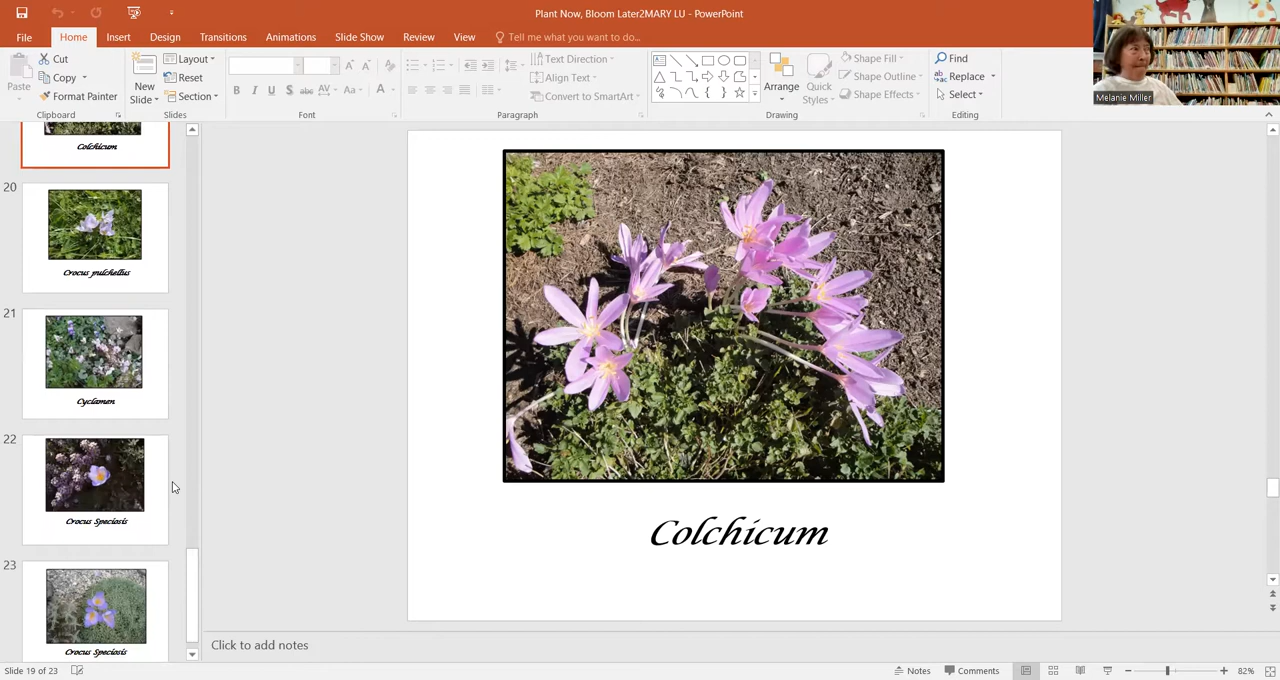 Plant Now, Bloom Later2MARY LU - PowerPoint
File Home Insert Design Transitions Animations Slide Show Review View Tell me what you want to do...
Paste
Cut
Copy
Format Painter
Clipboard
New
Slide
Layout
Reset
Section
Slides
Font
Text Direction
Align Text
Convert to SmartArt
Paragraph
Arrange
Quick
Styles
Shape Fill
Shape Outline
Shape Effects
Drawing
Find
Replace
Select
Editing
Melanie Miller
Colchicum
20
Crocus pulchellus
21
Cyclamen
22
Crocus Speciosis
23
Crocus Speciosis
Colchicum
Click to add notes
Slide 19 of 23
Notes
Comments
82%